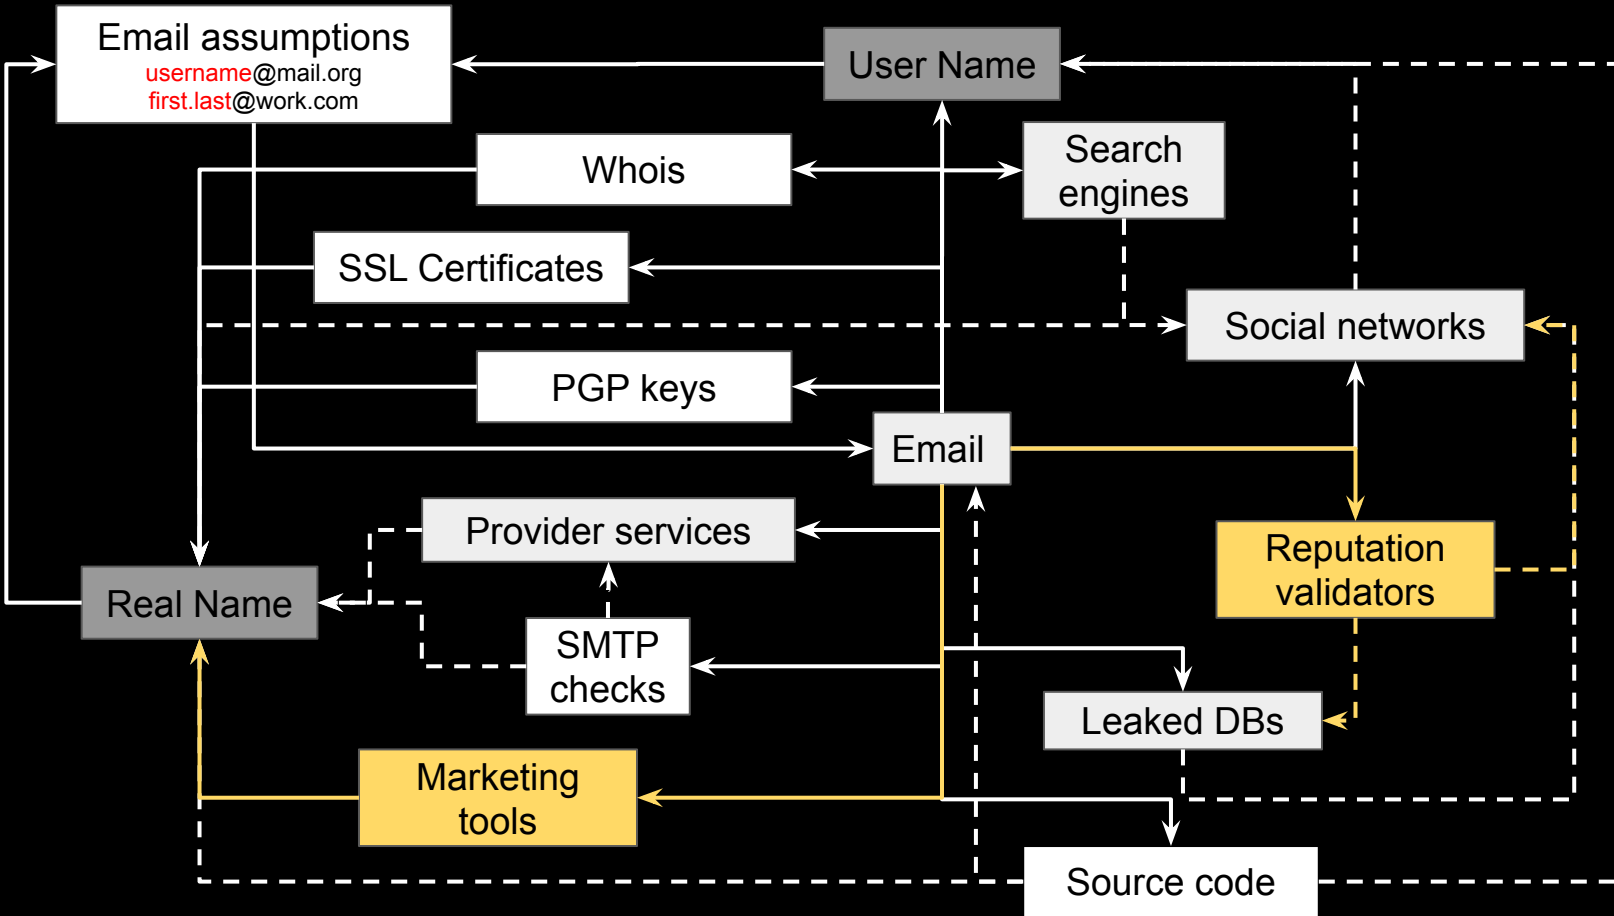 Email assumptions
username@mail.org
first.last@work.com
User Name
Whois
Search
engines
SSL Certificates
Social networks
PGP keys
Email
Provider services
Reputation
validators
Real Name
SMTP
checks
Leaked DBs
Marketing
tools
Source code